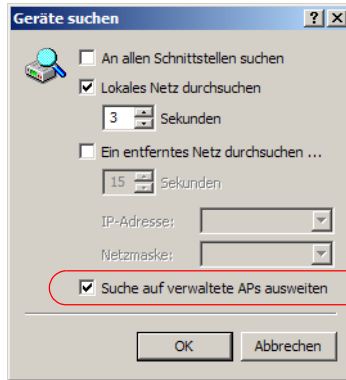 Geräte suchen
An allen Schnittstellen suchen
Lokales Netz durchsuchen
3 Sekunden
Ein entferntes Netz durchsuchen ...
15 Sekunden
IP-Adresse:
Netzmaske:
Suche auf verwaltete APs ausweiten
OK Abbrechen